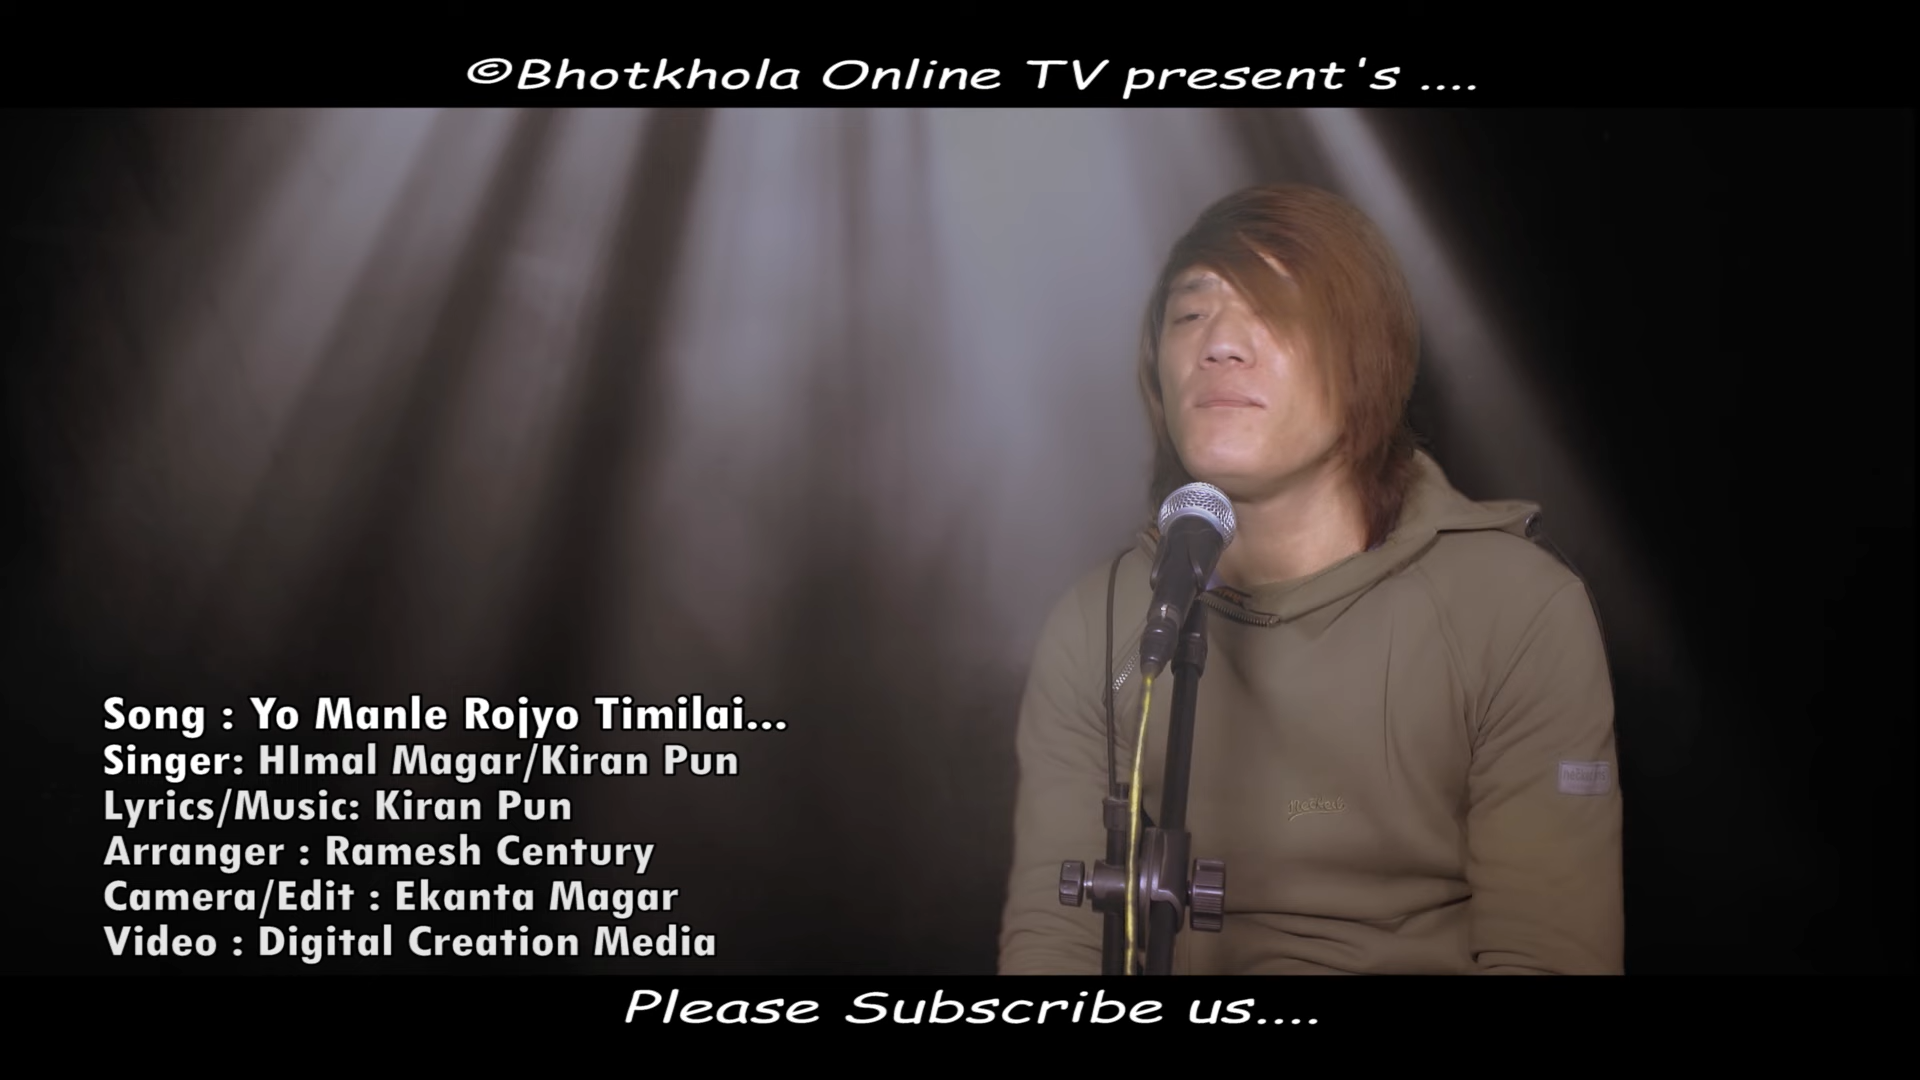 ©Bhotkhola Online TV present's ....
Song : Yo Manle Rojyo Timilai...
Singer: HImal Magar/Kiran Pun
Lyrics/Music: Kiran Pun
Arranger : Ramesh Century
Camera/Edit : Ekanta Magar
Video : Digital Creation Media
Please Subscribe us....